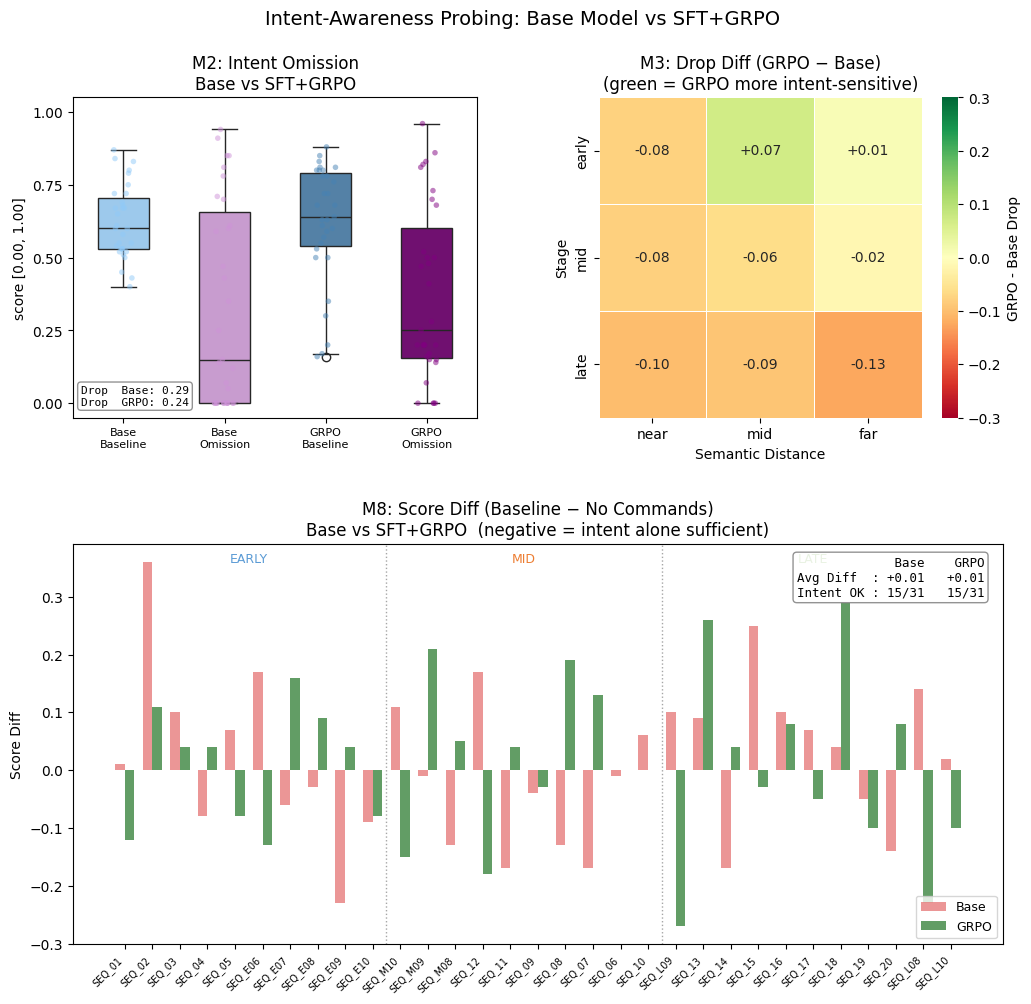 Intent-Awareness Probing: Base Model vs SFT+GRPO
M2: Intent Omission
Base vs SFT+GRPO
score [0.00, 1.00]
1.00
0.75
0.50
0.25
0.00
Drop  Base: 0.29
Drop  GRPO: 0.24
Base
Baseline
Base
Omission
GRPO
Baseline
GRPO
Omission
M3: Drop Diff (GRPO − Base)
(green = GRPO more intent-sensitive)
Stage
early
mid
late
-0.08
+0.07
+0.01
-0.08
-0.06
-0.02
-0.10
-0.09
-0.13
near
mid
far
Semantic Distance
0.3
0.2
0.1
0.0
−0.1
−0.2
−0.3
GRPO - Base Drop
M8: Score Diff (Baseline − No Commands)
Base vs SFT+GRPO  (negative = intent alone sufficient)
Score Diff
0.3
0.2
0.1
0.0
−0.1
−0.2
−0.3
EARLY
MID
LATE
Base    GRPO
Avg Diff  : +0.01   +0.01
Intent OK : 15/31   15/31
Base
GRPO
SEQ_01
SEQ_02
SEQ_03
SEQ_04
SEQ_05
SEQ_E06
SEQ_E07
SEQ_E08
SEQ_E09
SEQ_E10
SEQ_M10
SEQ_M09
SEQ_M08
SEQ_12
SEQ_11
SEQ_09
SEQ_08
SEQ_07
SEQ_06
SEQ_10
SEQ_L09
SEQ_13
SEQ_14
SEQ_15
SEQ_16
SEQ_17
SEQ_18
SEQ_19
SEQ_20
SEQ_L08
SEQ_L10